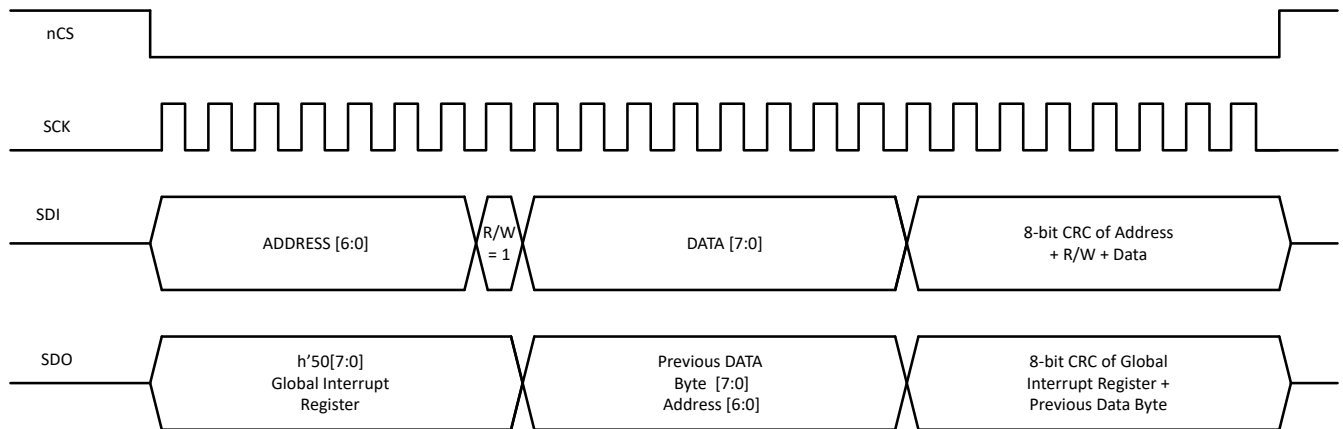 nCS
SCK
SDI
ADDRESS [6:0]
R/W
= 1
DATA [7:0]
8-bit CRC of Address
+ R/W + Data
SDO
h'50[7:0]
Global Interrupt
Register
Previous DATA
Byte [7:0]
Address [6:0]
8-bit CRC of Global
Interrupt Register +
Previous Data Byte